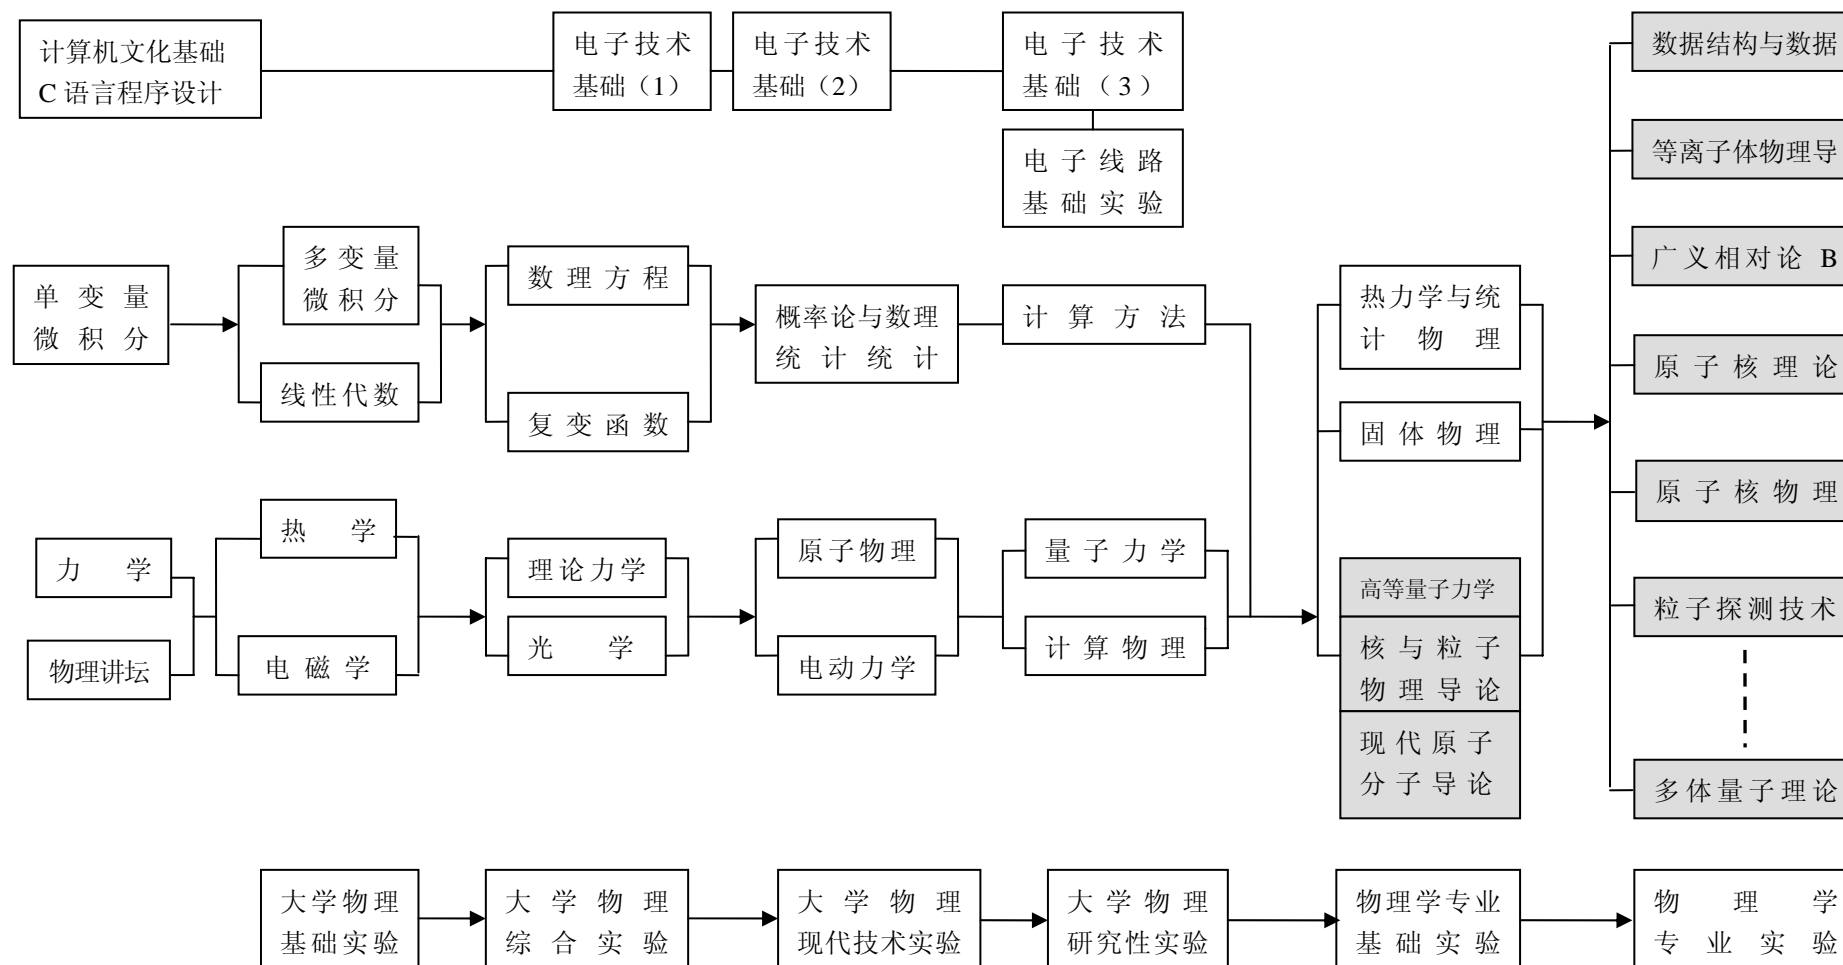 计算机文化基础
C 语言程序设计
电子技术
基础（1）
电子技术
基础（2）
电子技术
基础（3）
电子线路
基础实验
单变量
微积分
多变量
微积分
线性代数
数理方程
复变函数
概率论与数理
统计统计
计算方法
力学
物理讲坛
热学
电磁学
理论力学
光学
原子物理
电动力学
量子力学
计算物理
热力学与统
计物理
固体物理
高等量子力学
核与粒子
物理导论
现代原子
分子导论
数据结构与数据
等离子体物理导
广义相对论 B
原子核理论
原子核物理
粒子探测技术
多体量子理论
大学物理
基础实验
大学物理
综合实验
大学物理
现代技术实验
大学物理
研究性实验
物理学专业
基础实验
物理学
专业实验